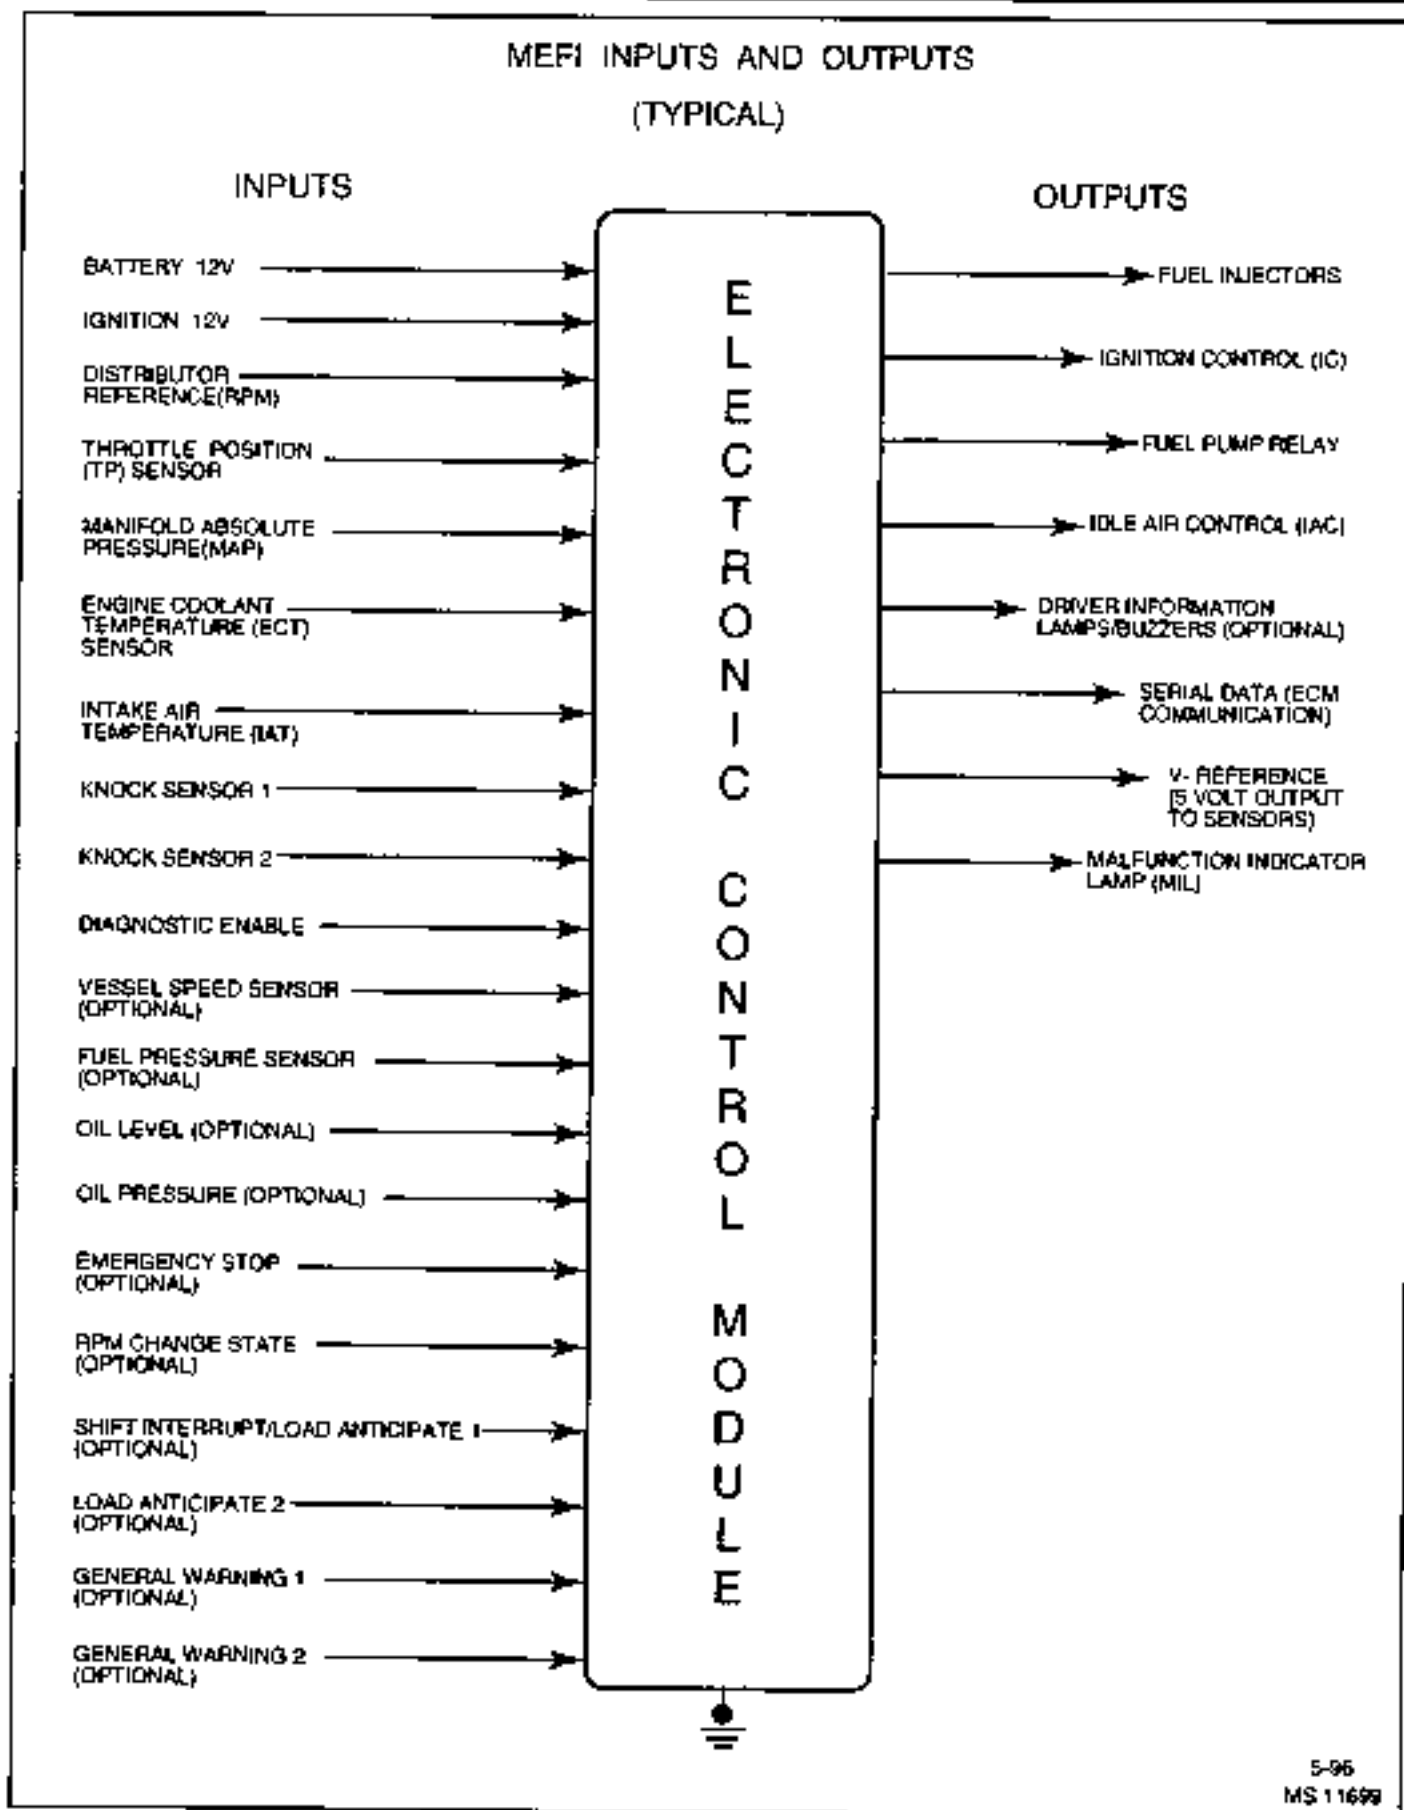 MEFI INPUTS AND OUTPUTS
(TYPICAL)
INPUTS
OUTPUTS
BATTERY 12V
IGNITION 12V
DISTRIBUTOR
REFERENCE(RPM)
THROTTLE POSITION
(TP) SENSOR
MANIFOLD ABSOLUTE
PRESSURE(MAP)
ENGINE COOLANT
TEMPERATURE (ECT)
SENSOR
INTAKE AIR
TEMPERATURE (IAT)
KNOCK SENSOR 1
KNOCK SENSOR 2
DIAGNOSTIC ENABLE
VESSEL SPEED SENSOR
(OPTIONAL)
FUEL PRESSURE SENSOR
(OPTIONAL)
OIL LEVEL (OPTIONAL)
OIL PRESSURE (OPTIONAL)
EMERGENCY STOP
(OPTIONAL)
RPM CHANGE STATE
(OPTIONAL)
SHIFT INTERRUPT/LOAD ANTICIPATE 1
(OPTIONAL)
LOAD ANTICIPATE 2
(OPTIONAL)
GENERAL WARNING 1
(OPTIONAL)
GENERAL WARNING 2
(OPTIONAL)
ELECTRONIC CONTROL MODULE
FUEL INJECTORS
IGNITION CONTROL (IC)
FUEL PUMP RELAY
IDLE AIR CONTROL (IAC)
DRIVER INFORMATION
LAMPS/BUZZERS (OPTIONAL)
SERIAL DATA (ECM
COMMUNICATION)
V- REFERENCE
(5 VOLT OUTPUT
TO SENSORS)
MALFUNCTION INDICATOR
LAMP (MIL)
5-96
MS 11699